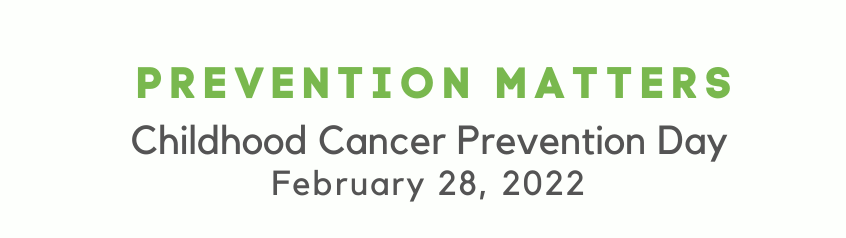 PREVENTION MATTERS
Childhood Cancer Prevention Day
February 28, 2022